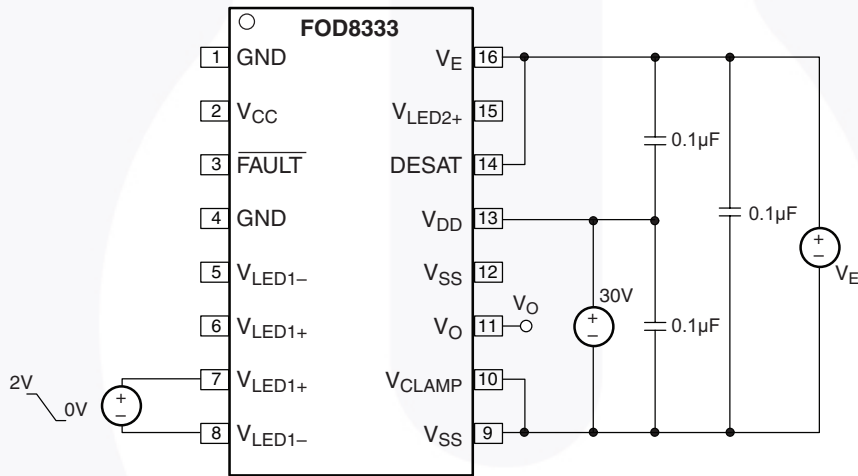 FOD8333
1 GND
2 VCC
3 FAULT
4 GND
5 VLED1–
6 VLED1+
7 VLED1+
8 VLED1–
VE 16
VLED2+ 15
DESAT 14
VDD 13
VSS 12
VO 11
VCLAMP 10
VSS 9
2V
0V
+
–
VO
30V
+
–
0.1µF
0.1µF
0.1µF
+
–
VE